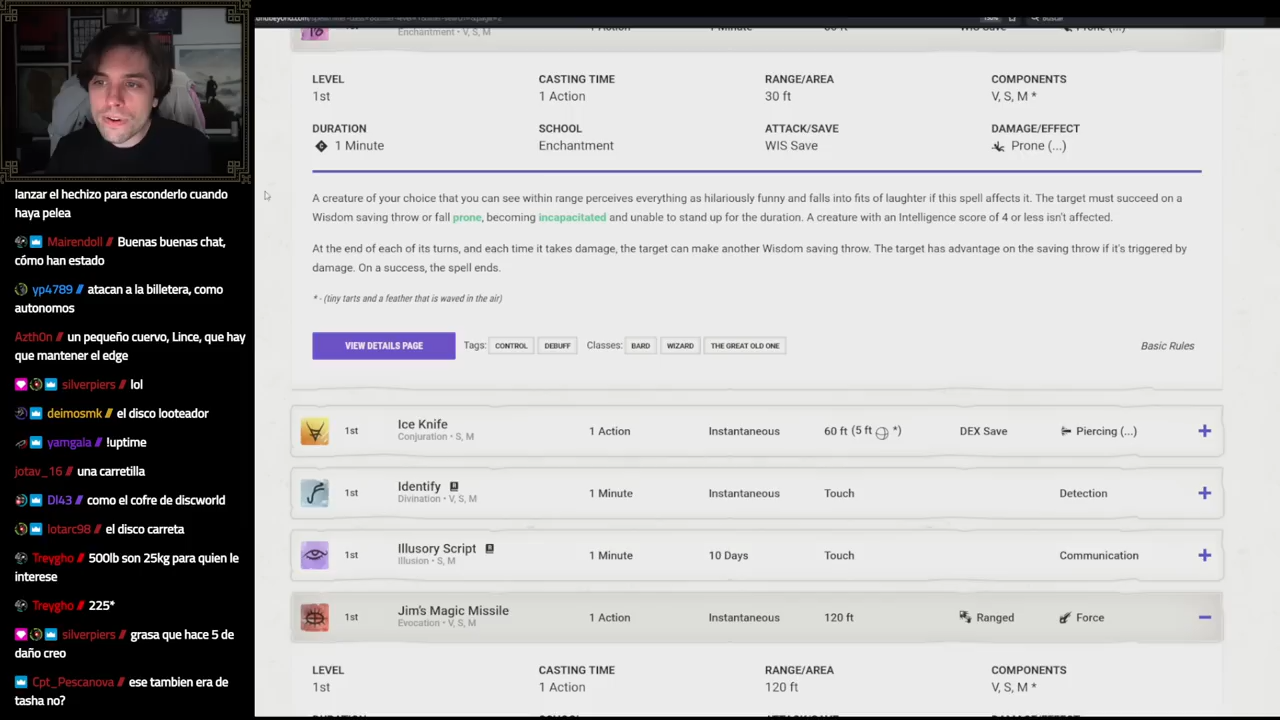 Enchantment • V, S, M
LEVEL
1st
CASTING TIME
1 Action
RANGE/AREA
30 ft
COMPONENTS
V, S, M *
DURATION
1 Minute
SCHOOL
Enchantment
ATTACK/SAVE
WIS Save
DAMAGE/EFFECT
Prone (...)
A creature of your choice that you can see within range perceives everything as hilariously funny and falls into fits of laughter if this spell affects it. The target must succeed on a
Wisdom saving throw or fall prone, becoming incapacitated and unable to stand up for the duration. A creature with an Intelligence score of 4 or less isn't affected.
At the end of each of its turns, and each time it takes damage, the target can make another Wisdom saving throw. The target has advantage on the saving throw if it's triggered by
damage. On a success, the spell ends.
* - (tiny tarts and a feather that is waved in the air)
VIEW DETAILS PAGE Tags: CONTROL DEBUFF Classes: BARD WIZARD THE GREAT OLD ONE Basic Rules
1st Ice Knife 1 Action Instantaneous 60 ft (5 ft *) DEX Save Piercing (...) +
Conjuration • S, M
1st Identify 1 Minute Instantaneous Touch Detection +
Divination • V, S, M
1st Illusory Script 1 Minute 10 Days Touch Communication +
Illusion • S, M
1st Jim's Magic Missile 1 Action Instantaneous 120 ft Ranged Force −
Evocation • V, S, M
LEVEL
1st
CASTING TIME
1 Action
RANGE/AREA
120 ft
COMPONENTS
V, S, M *
lanzar el hechizo para esconderlo cuando
haya pelea
Mairendoll // Buenas buenas chat,
cómo han estado
yp4789 // atacan a la billetera, como
autonomos
Azth0n // un pequeño cuervo, Lince, que hay
que mantener el edge
silverpiers // lol
deimosmk // el disco looteador
yamgala // !uptime
jotav_16 // una carretilla
Dl43 // como el cofre de discworld
lotarc98 // el disco carreta
Treygho // 500lb son 25kg para quien le
interese
Treygho // 225*
silverpiers // grasa que hace 5 de
daño creo
Cpt_Pescanova // ese tambien era de
tasha no?